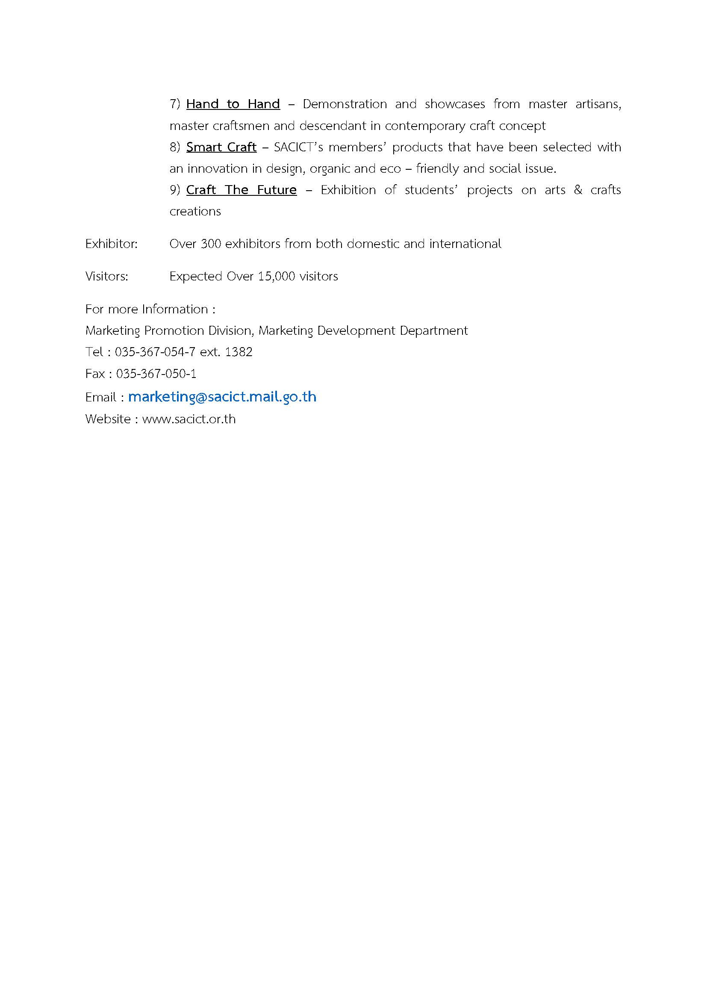 7) Hand to Hand – Demonstration and showcases from master artisans,
master craftsmen and descendant in contemporary craft concept
8) Smart Craft – SACICT’s members’ products that have been selected with
an innovation in design, organic and eco – friendly and social issue.
9) Craft The Future – Exhibition of students’ projects on arts & crafts
creations
Exhibitor: Over 300 exhibitors from both domestic and international
Visitors: Expected Over 15,000 visitors
For more Information :
Marketing Promotion Division, Marketing Development Department
Tel : 035-367-054-7 ext. 1382
Fax : 035-367-050-1
Email : marketing@sacict.mail.go.th
Website : www.sacict.or.th